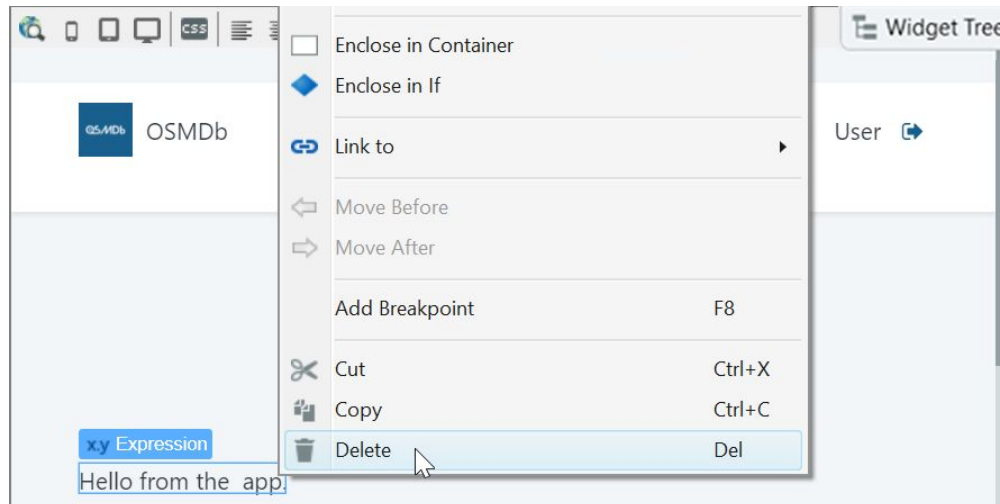 css
Widget Tree
Enclose in Container
Enclose in If
OSMDb OSMDb
User
Link to
Move Before
Move After
Add Breakpoint F8
Cut Ctrl+X
Copy Ctrl+C
Delete Del
x.y Expression
Hello from the app.